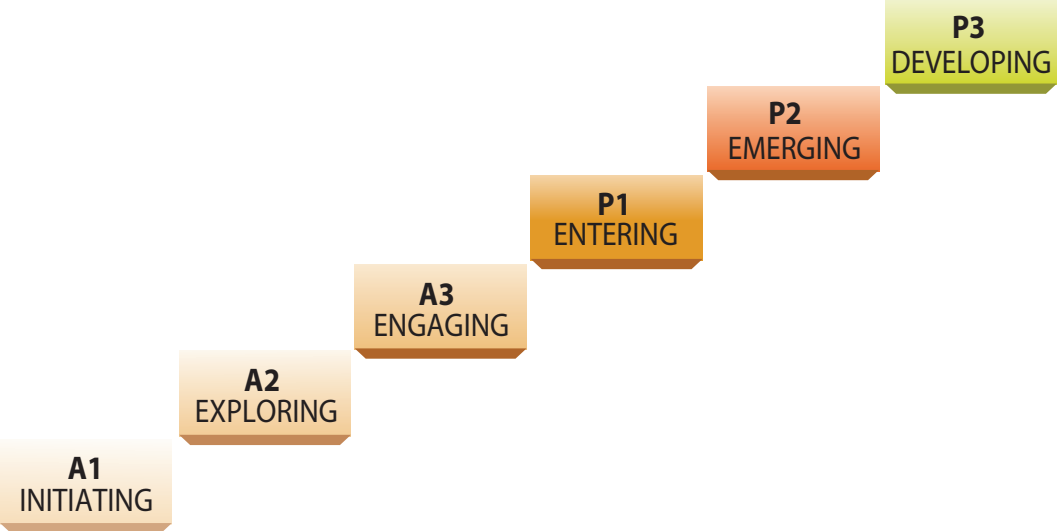 P3
DEVELOPING
P2
EMERGING
P1
ENTERING
A3
ENGAGING
A2
EXPLORING
A1
INITIATING